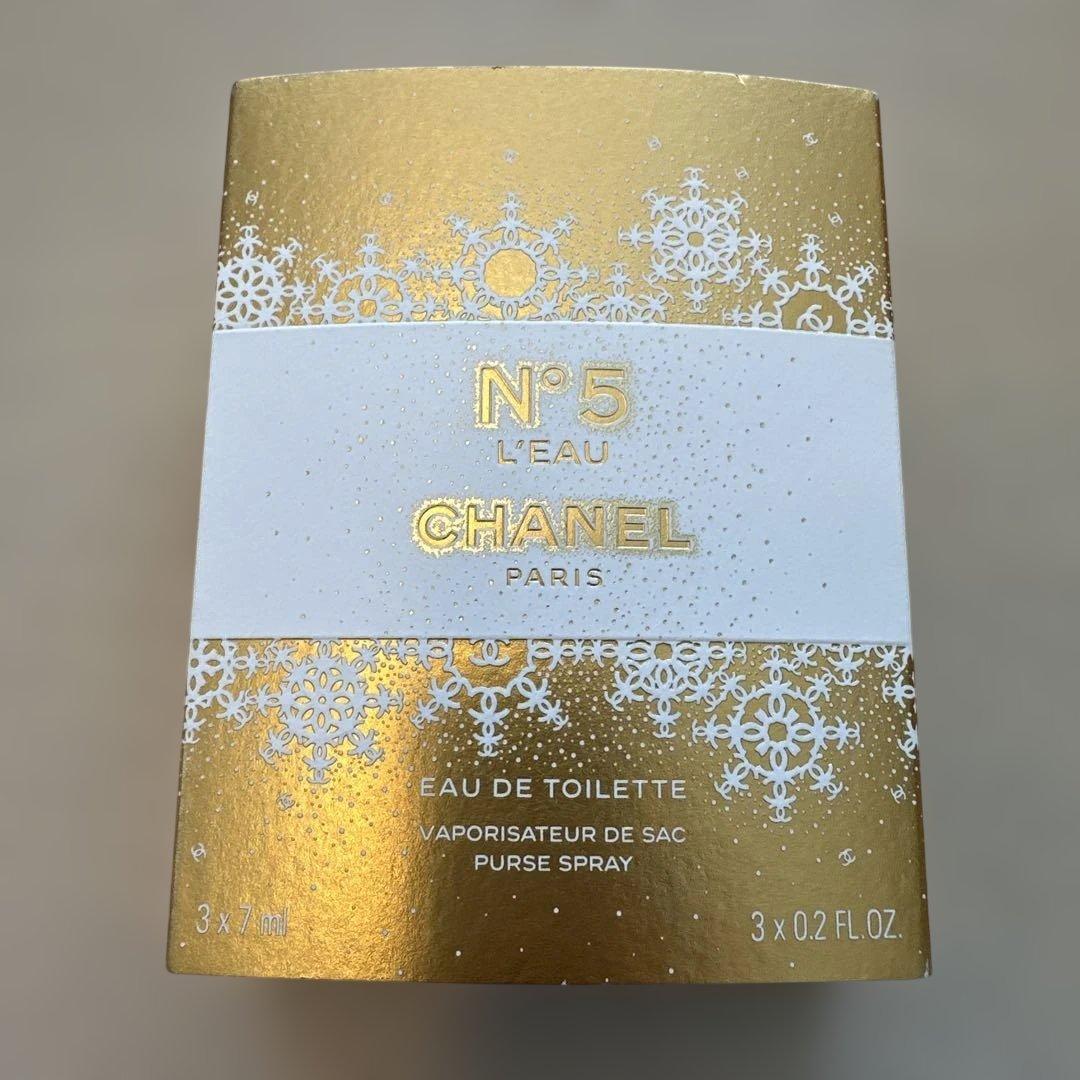 N°5
L'EAU
CHANEL
PARIS
EAU DE TOILETTE
VAPORISATEUR DE SAC
PURSE SPRAY
3 x 7 ml
3 x 0.2 FL.OZ.